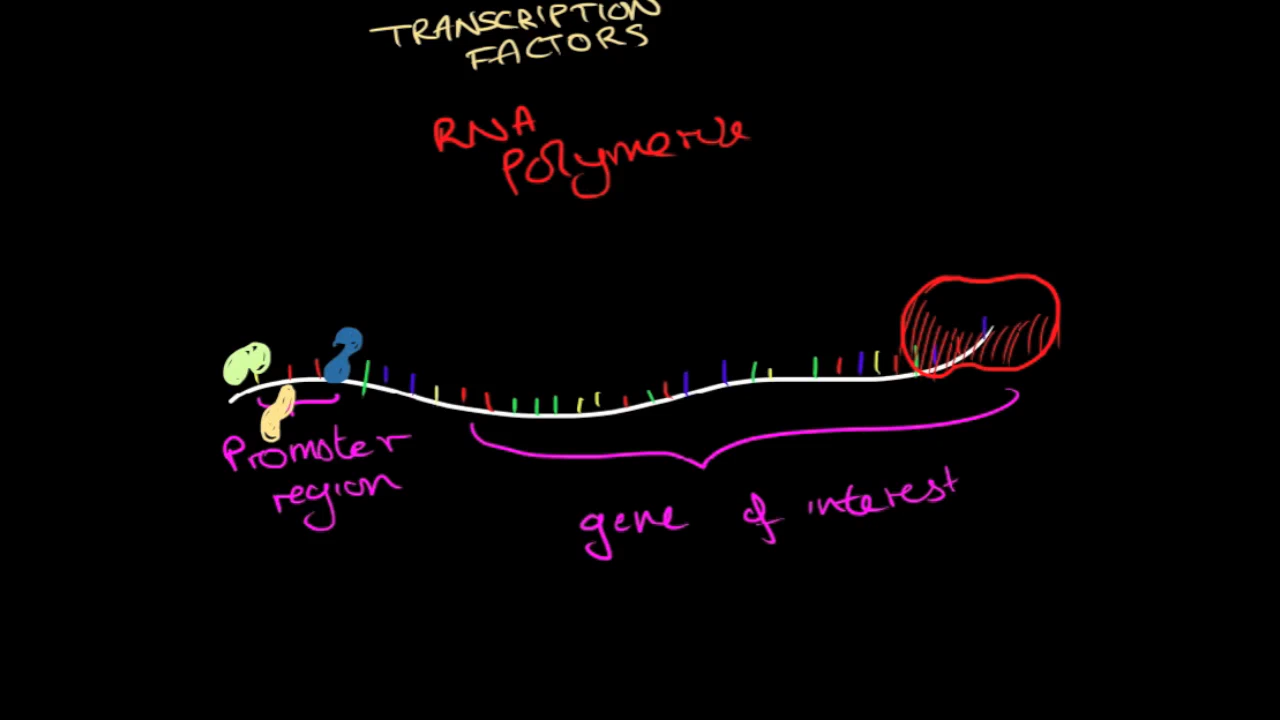 TRANSCRIPTION
FACTORS
RNA
Polymerase
Promoter
region
gene of interest